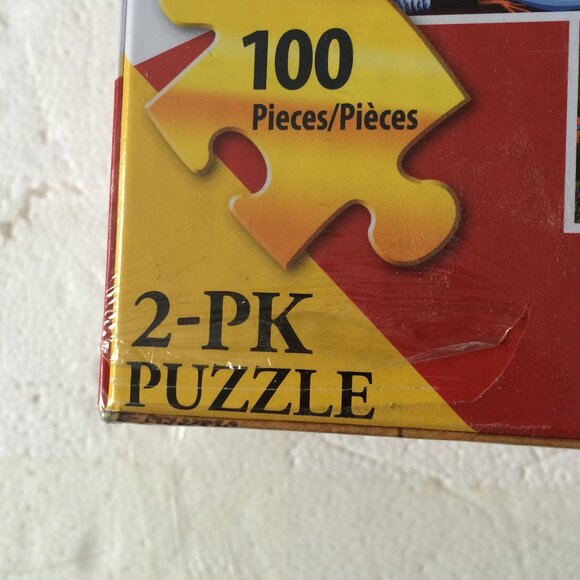 100
Pieces/Pièces
2-PK
PUZZLE